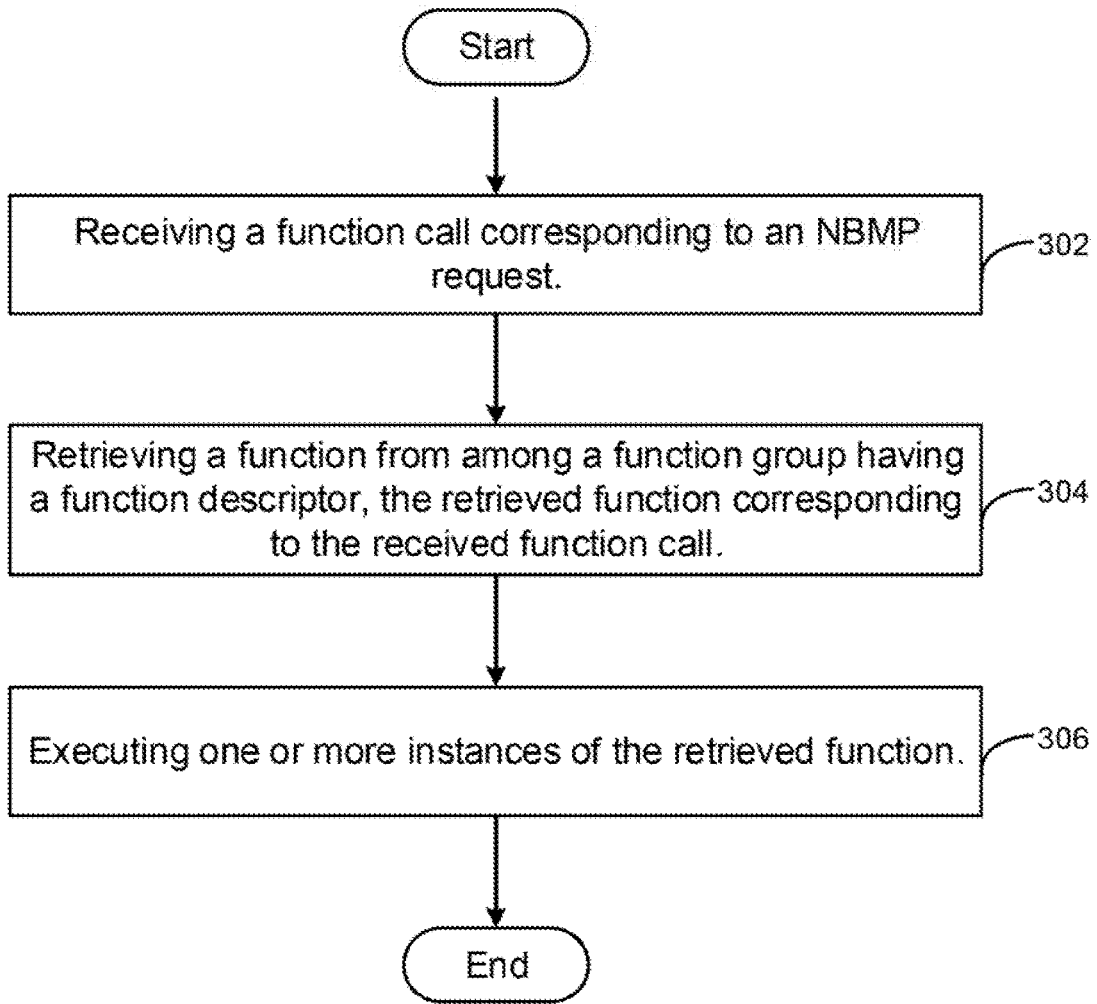 Start
Receiving a function call corresponding to an NBMP
request.
302
Retrieving a function from among a function group having
a function descriptor, the retrieved function corresponding
to the received function call.
304
Executing one or more instances of the retrieved function.
306
End